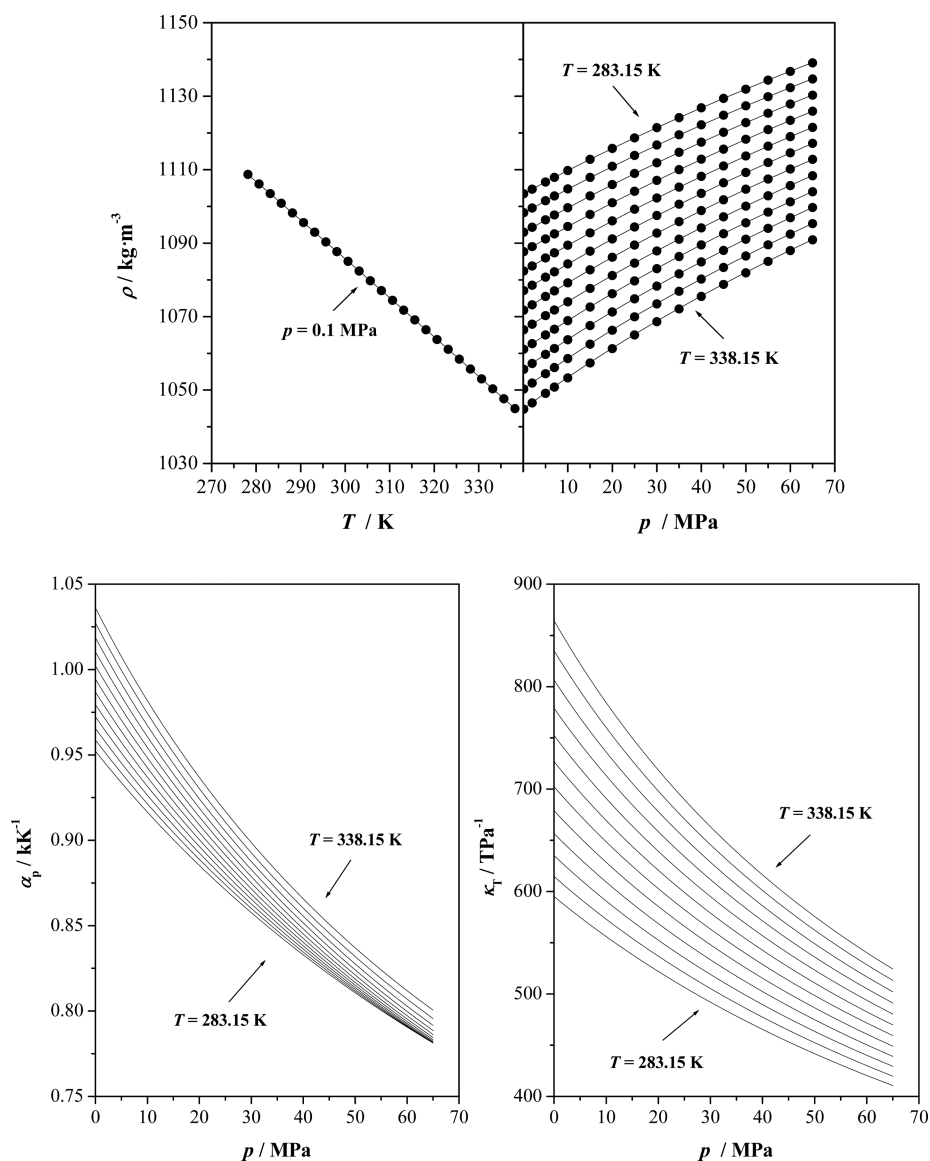 1150
1130
1110
1090
1070
1050
1030
ρ / kg·m⁻³
T = 283.15 K
p = 0.1 MPa
T = 338.15 K
270 280 290 300 310 320 330 10 20 30 40 50 60 70
T / K p / MPa
1.05
1.00
0.95
0.90
0.85
0.80
0.75
αp / kK⁻¹
T = 338.15 K
T = 283.15 K
0 10 20 30 40 50 60 70
p / MPa
900
800
700
600
500
400
κT / TPa⁻¹
T = 338.15 K
T = 283.15 K
0 10 20 30 40 50 60 70
p / MPa